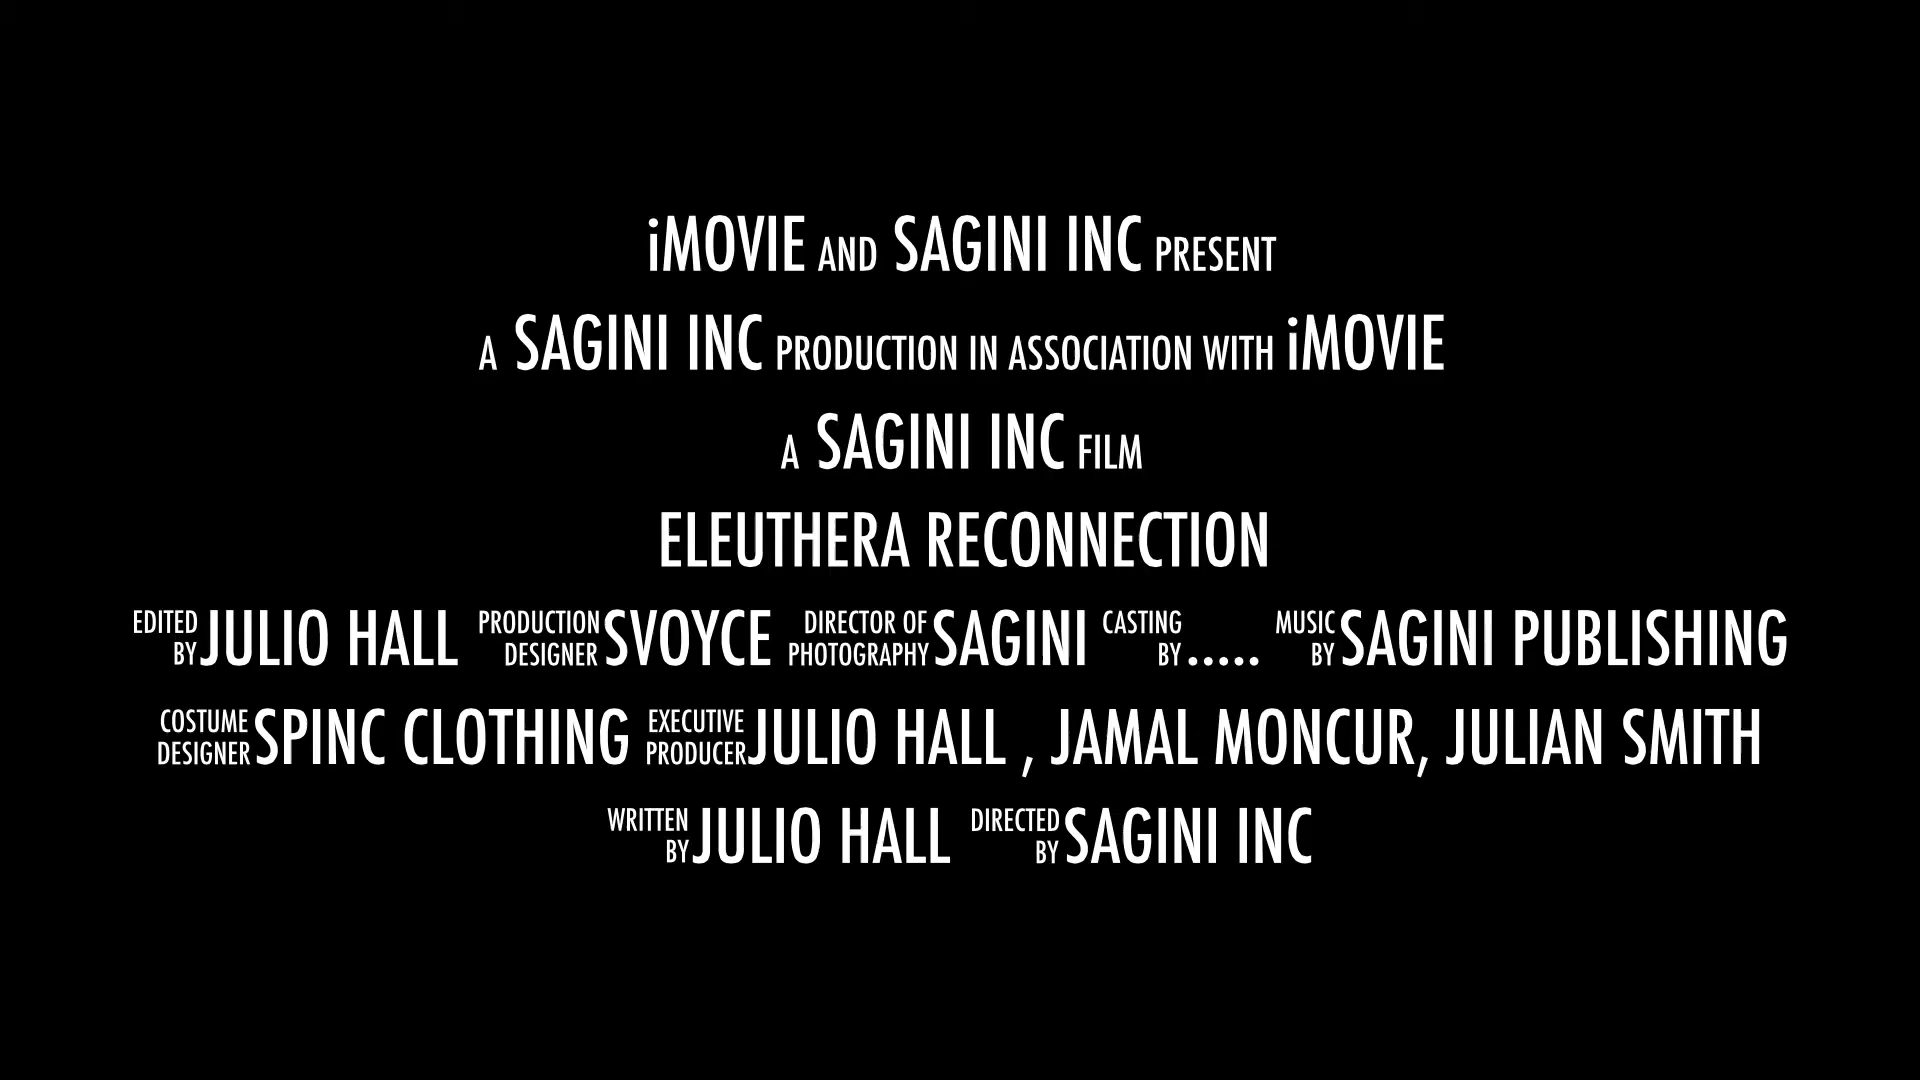 iMOVIE AND SAGINI INC PRESENT
A SAGINI INC PRODUCTION IN ASSOCIATION WITH iMOVIE
A SAGINI INC FILM
ELEUTHERA RECONNECTION
EDITED BY JULIO HALL PRODUCTION DESIGNER SVOYCE DIRECTOR OF PHOTOGRAPHY SAGINI CASTING BY ..... MUSIC BY SAGINI PUBLISHING
COSTUME DESIGNER SPINC CLOTHING EXECUTIVE PRODUCER JULIO HALL , JAMAL MONCUR, JULIAN SMITH
WRITTEN BY JULIO HALL DIRECTED BY SAGINI INC